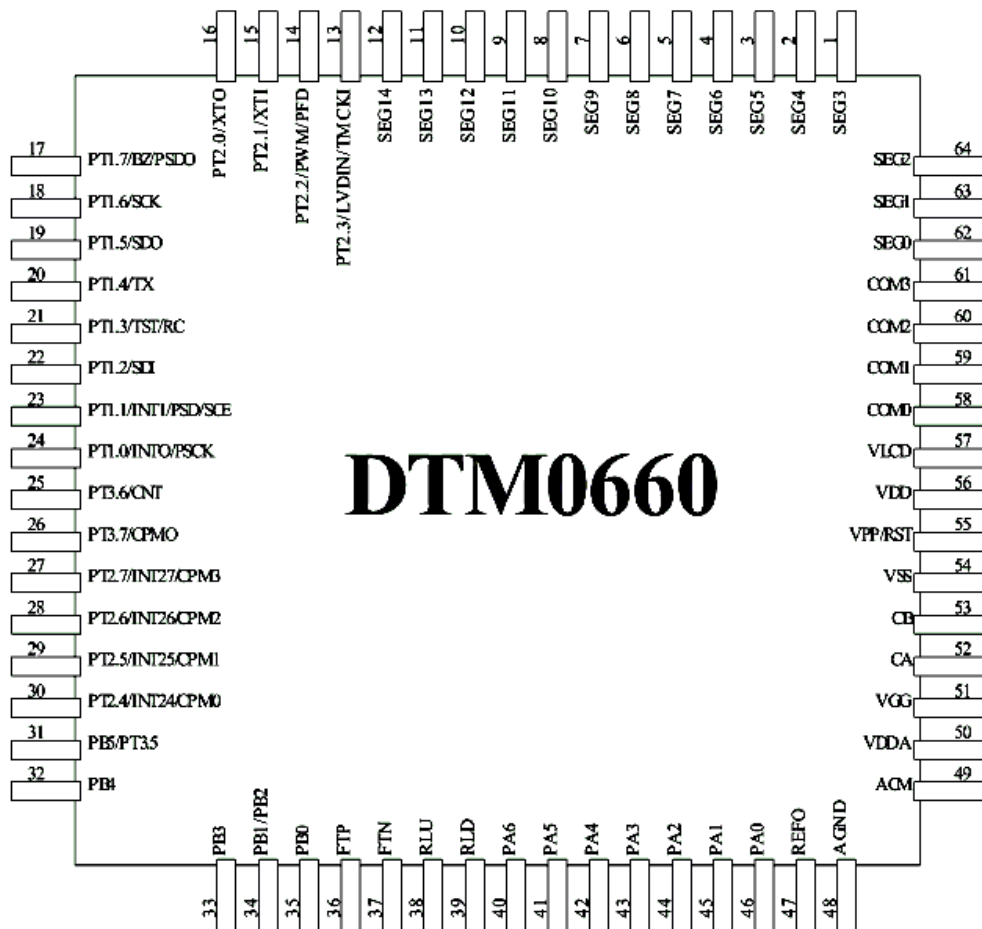 16 15 14 13 12 11 10 9 8 7 6 5 4 3 2 1
PT2.0/XTO
PT2.1/XTI
PT2.2/PWM/PFD
PT2.3/LVDIN/TMCKI
SEG14
SEG13
SEG12
SEG11
SEG10
SEG9
SEG8
SEG7
SEG6
SEG5
SEG4
SEG3
17 PT1.7/BZ/PSDO
18 PT1.6/SCK
19 PT1.5/SDO
20 PT1.4/TX
21 PT1.3/TST/RC
22 PT1.2/SDI
23 PT1.1/INT1/PSD/SCE
24 PT1.0/INTO/PSCK
25 PT3.6/CNT
26 PT3.7/CPMO
27 PT2.7/INT27/CPM3
28 PT2.6/INT26/CPM2
29 PT2.5/INT25/CPM1
30 PT2.4/INT24/CPM0
31 PB5/PT3.5
32 PB4
DTM0660
SEG2 64
SEG1 63
SEG0 62
COM3 61
COM2 60
COM1 59
COM0 58
VLCD 57
VDD 56
VPP/RST 55
VSS 54
CB 53
CA 52
VGG 51
VDDA 50
ACM 49
PB3
PB1/PB2
PB0
FTP
FTN
RLU
RLD
PA6
PA5
PA4
PA3
PA2
PA1
PA0
REFO
AGND
33 34 35 36 37 38 39 40 41 42 43 44 45 46 47 48